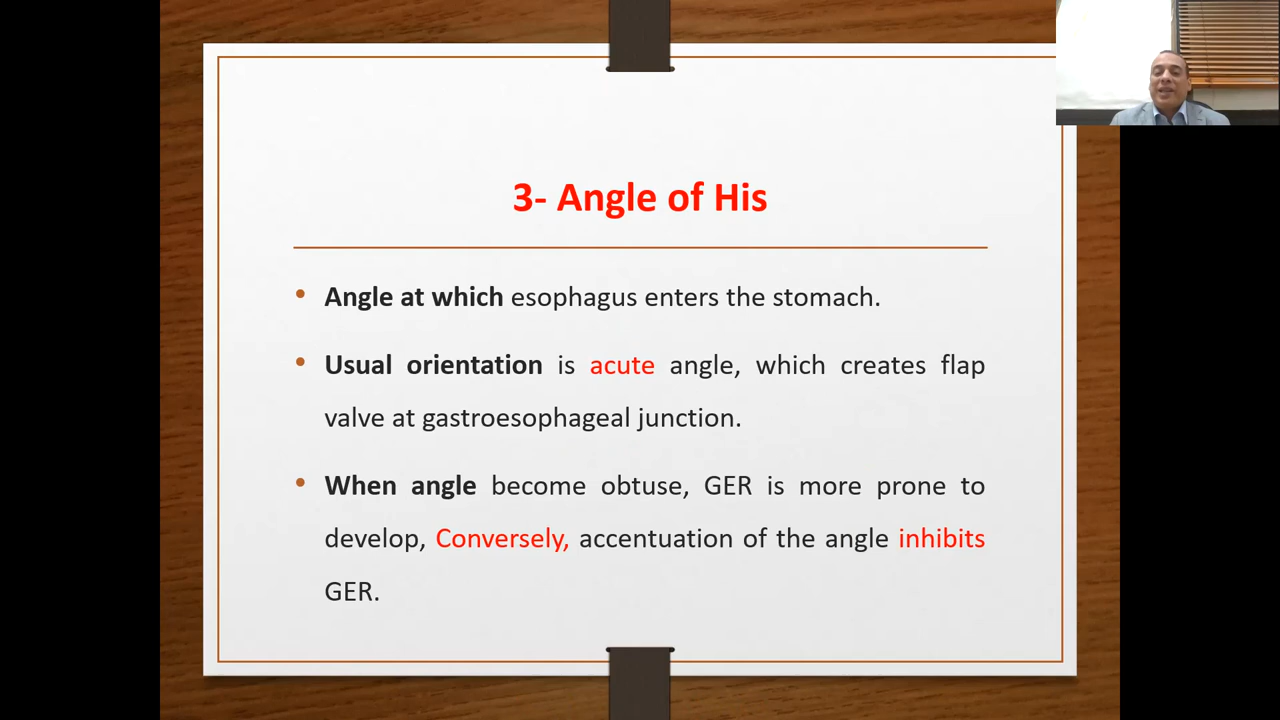 3- Angle of His
• Angle at which esophagus enters the stomach.
• Usual orientation is acute angle, which creates flap
valve at gastroesophageal junction.
• When angle become obtuse, GER is more prone to
develop, Conversely, accentuation of the angle inhibits
GER.